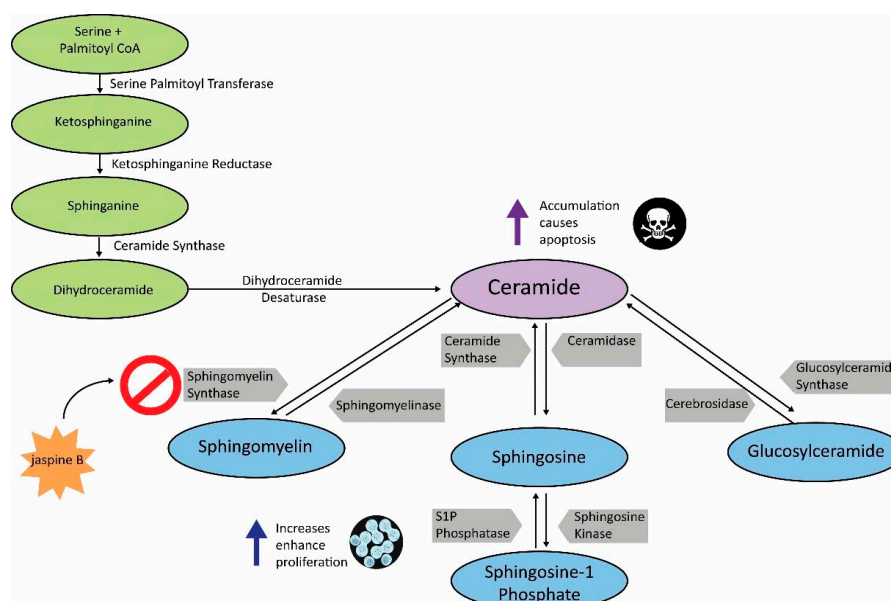 Serine +
Palmitoyl CoA
Serine Palmitoyl Transferase
Ketosphinganine
Ketosphinganine Reductase
Sphinganine
Ceramide Synthase
Dihydroceramide
Dihydroceramide
Desaturase
Accumulation
causes
apoptosis
Ceramide
Ceramide
Synthase
Ceramidase
Sphingomyelin
Synthase
Sphingomyelinase
Glucosylceramid
Synthase
Cerebrosidase
jaspine B
Sphingomyelin
Sphingosine
Glucosylceramide
Increases
enhance
proliferation
S1P
Phosphatase
Sphingosine
Kinase
Sphingosine-1
Phosphate